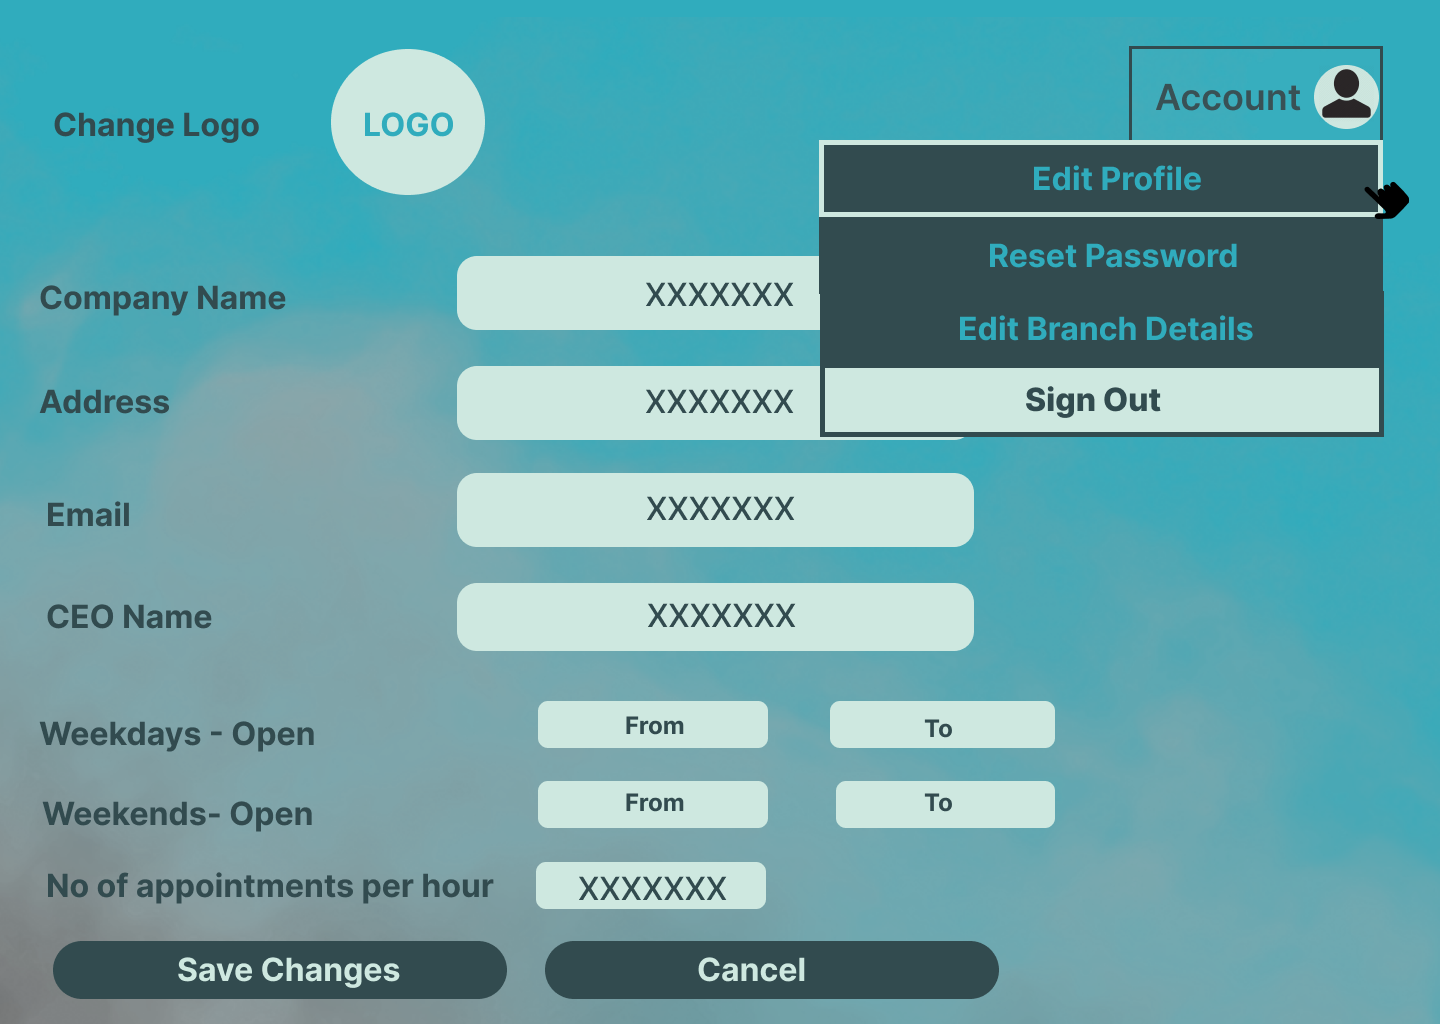 Change Logo
LOGO
Account
Edit Profile
Reset Password
Company Name
XXXXXXX
Edit Branch Details
Address
XXXXXXX
Sign Out
Email
XXXXXXX
CEO Name
XXXXXXX
Weekdays - Open
From
To
Weekends- Open
From
To
No of appointments per hour
XXXXXXX
Save Changes
Cancel